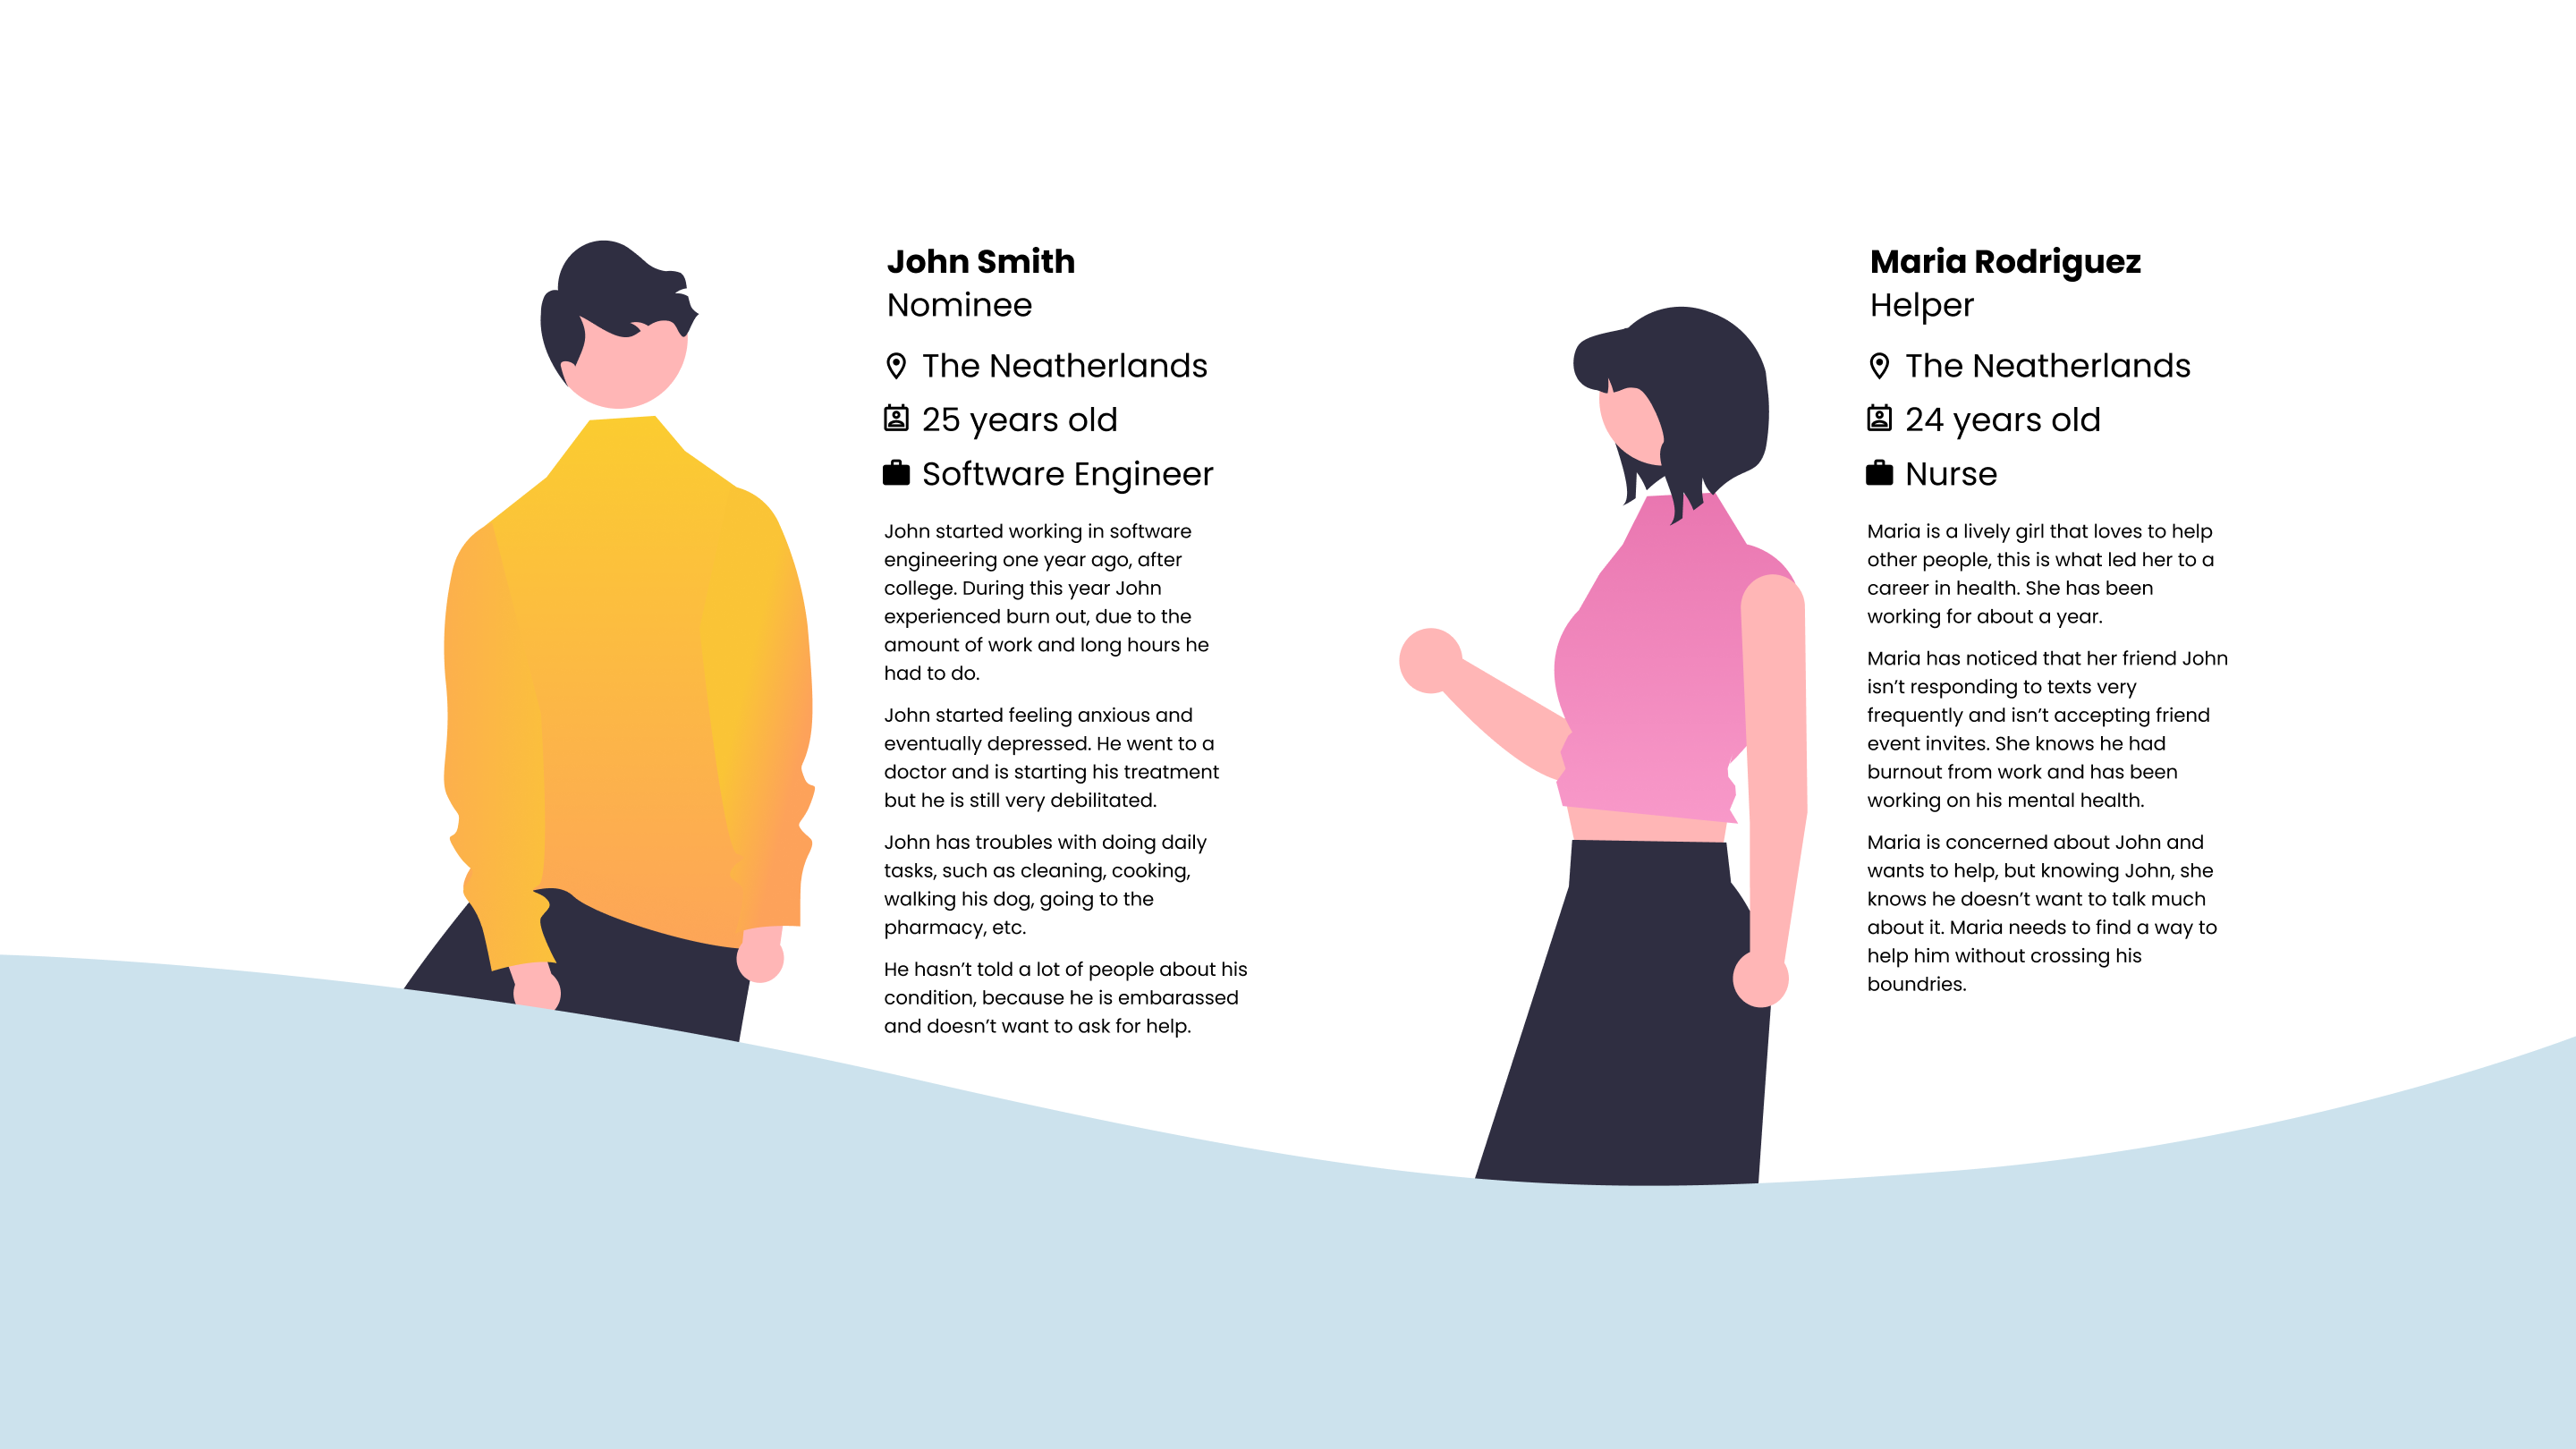 John Smith
Nominee
The Neatherlands
25 years old
Software Engineer
John started working in software
engineering one year ago, after
college. During this year John
experienced burn out, due to the
amount of work and long hours he
had to do.
John started feeling anxious and
eventually depressed. He went to a
doctor and is starting his treatment
but he is still very debilitated.
John has troubles with doing daily
tasks, such as cleaning, cooking,
walking his dog, going to the
pharmacy, etc.
He hasn’t told a lot of people about his
condition, because he is embarassed
and doesn’t want to ask for help.
Maria Rodriguez
Helper
The Neatherlands
24 years old
Nurse
Maria is a lively girl that loves to help
other people, this is what led her to a
career in health. She has been
working for about a year.
Maria has noticed that her friend John
isn’t responding to texts very
frequently and isn’t accepting friend
event invites. She knows he had
burnout from work and has been
working on his mental health.
Maria is concerned about John and
wants to help, but knowing John, she
knows he doesn’t want to talk much
about it. Maria needs to find a way to
help him without crossing his
boundries.